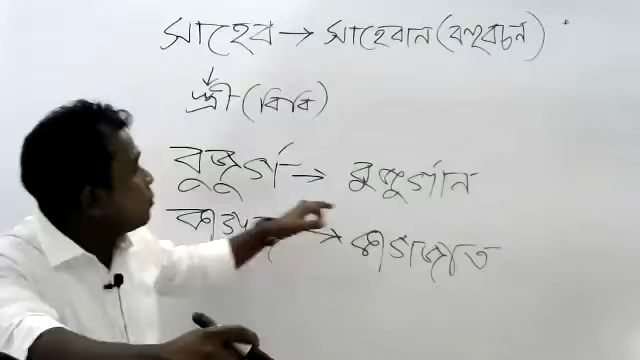 সাহেব → সাহেবান (বহুবচন)
স্ত্রী (বিবি)
বুজুর্গ → বুজুর্গান
→ কাগজাত